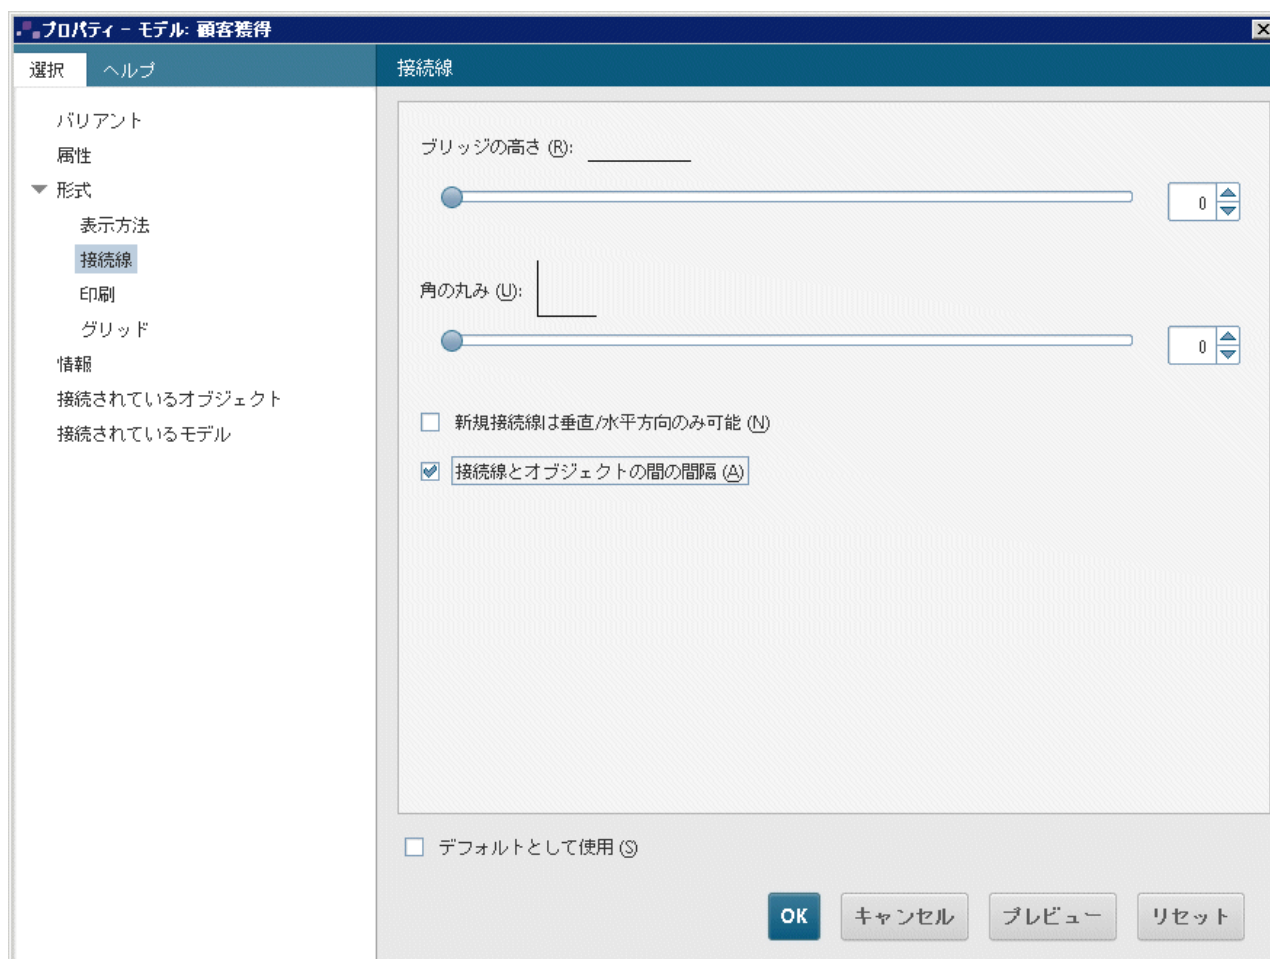 プロパティ - モデル: 顧客獲得
選択 ヘルプ
接続線
バリアント
属性
形式
表示方法
接続線
印刷
グリッド
情報
接続されているオブジェクト
接続されているモデル
ブリッジの高さ (R):
0
角の丸み (U):
0
新規接続線は垂直/水平方向のみ可能 (N)
接続線とオブジェクトの間の間隔 (A)
デフォルトとして使用 (S)
OK キャンセル プレビュー リセット